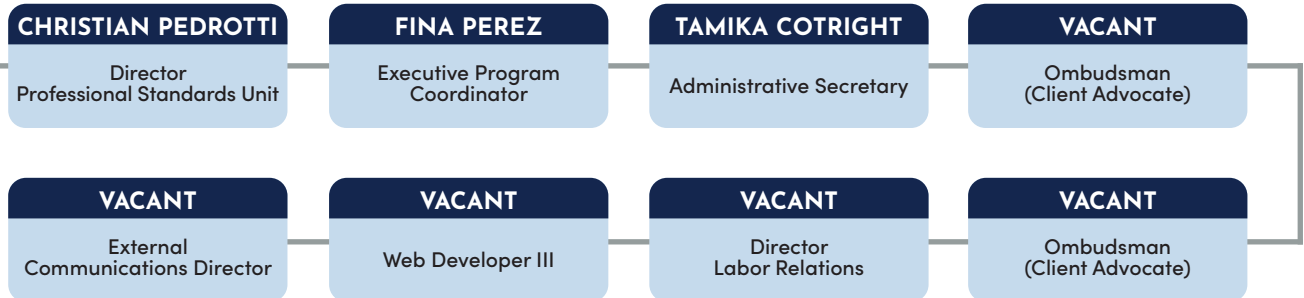 CHRISTIAN PEDROTTI
Director
Professional Standards Unit
FINA PEREZ
Executive Program
Coordinator
TAMIKA COTRIGHT
Administrative Secretary
VACANT
Ombudsman
(Client Advocate)
VACANT
External
Communications Director
VACANT
Web Developer III
VACANT
Director
Labor Relations
VACANT
Ombudsman
(Client Advocate)